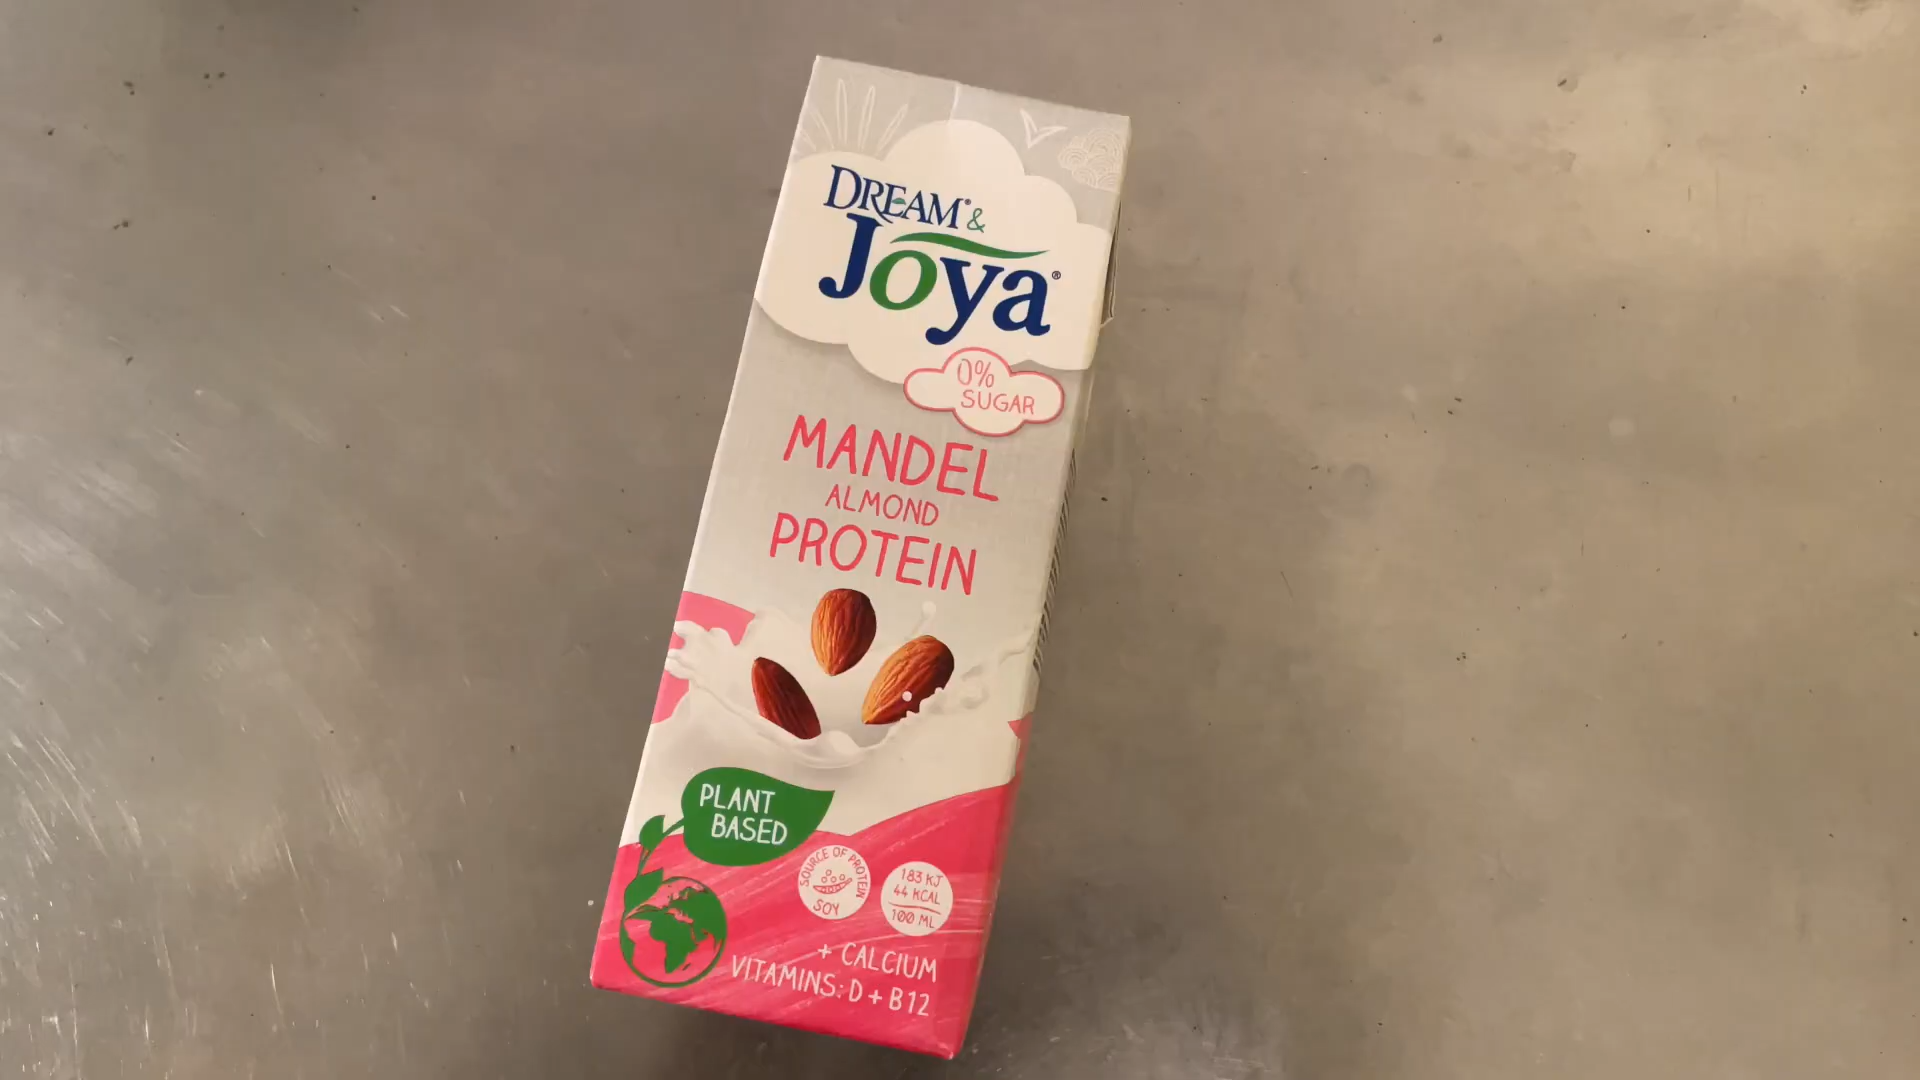 DREAM® &
Joya®
0%
SUGAR
MANDEL
ALMOND
PROTEIN
PLANT
BASED
SOURCE OF PROTEIN
SOY
183 KJ
44 KCAL
100 ML
+ CALCIUM
VITAMINS: D + B12